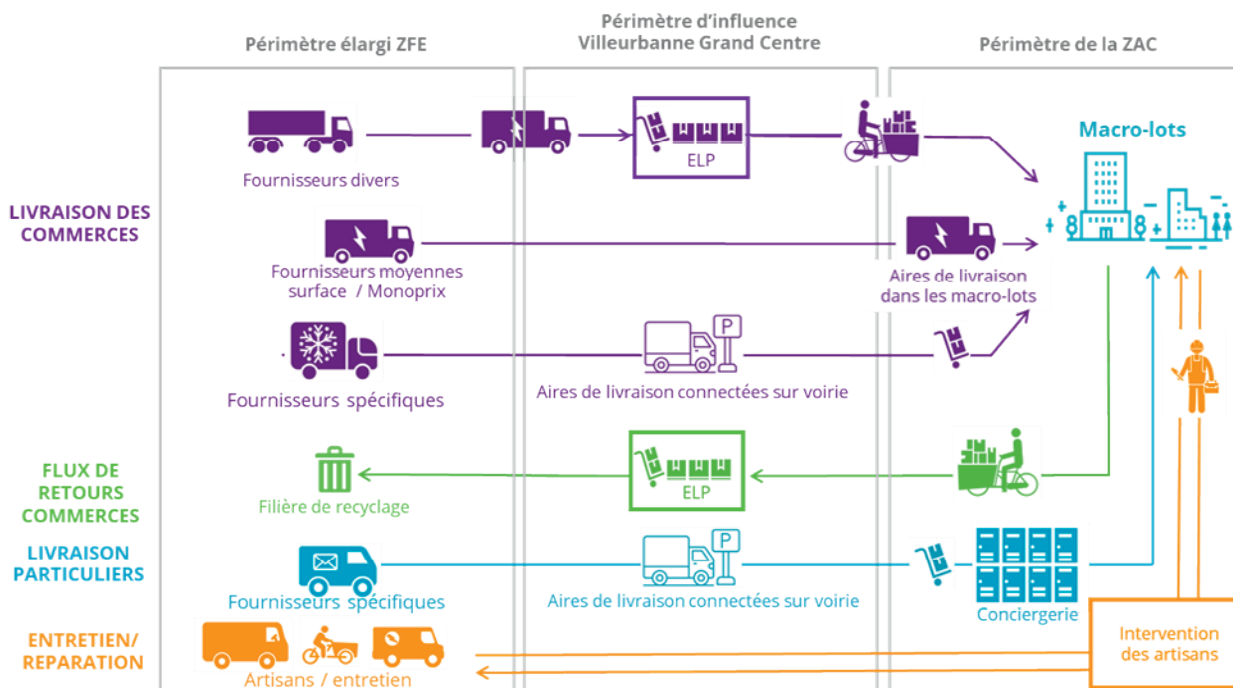 Périmètre élargi ZFE
Périmètre d'influence
Villeurbanne Grand Centre
Périmètre de la ZAC
LIVRAISON DES
COMMERCES
Fournisseurs divers
ELP
Macro-lots
Fournisseurs moyennes
surface / Monoprix
Aires de livraison
dans les macro-lots
Fournisseurs spécifiques
P
Aires de livraison connectées sur voirie
FLUX DE
RETOURS
COMMERCES
Filière de recyclage
ELP
LIVRAISON
PARTICULIERS
Fournisseurs spécifiques
P
Aires de livraison connectées sur voirie
Conciergerie
ENTRETIEN/
REPARATION
Artisans / entretien
Intervention
des artisans